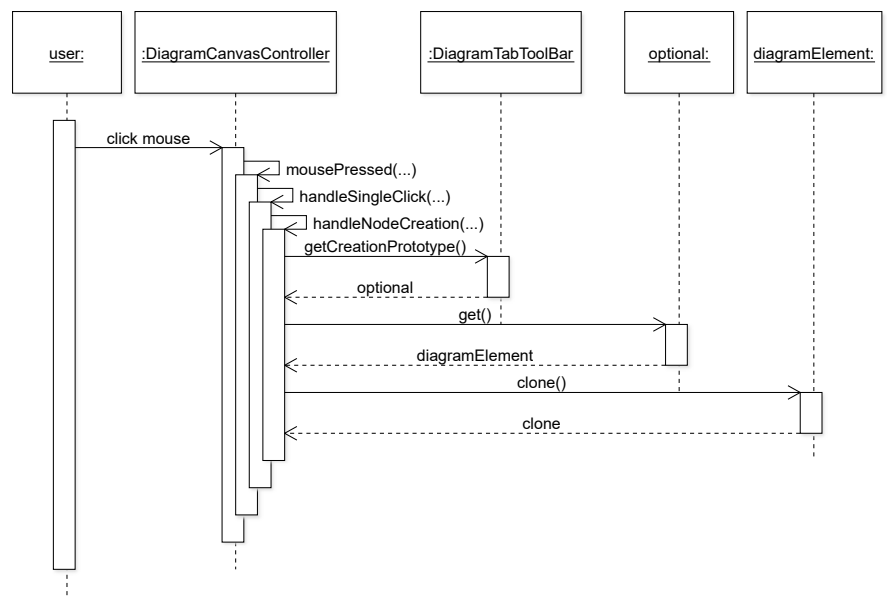 user:
:DiagramCanvasController
:DiagramTabToolBar
optional:
diagramElement:
click mouse
mousePressed(...)
handleSingleClick(...)
handleNodeCreation(...)
getCreationPrototype()
optional
get()
diagramElement
clone()
clone